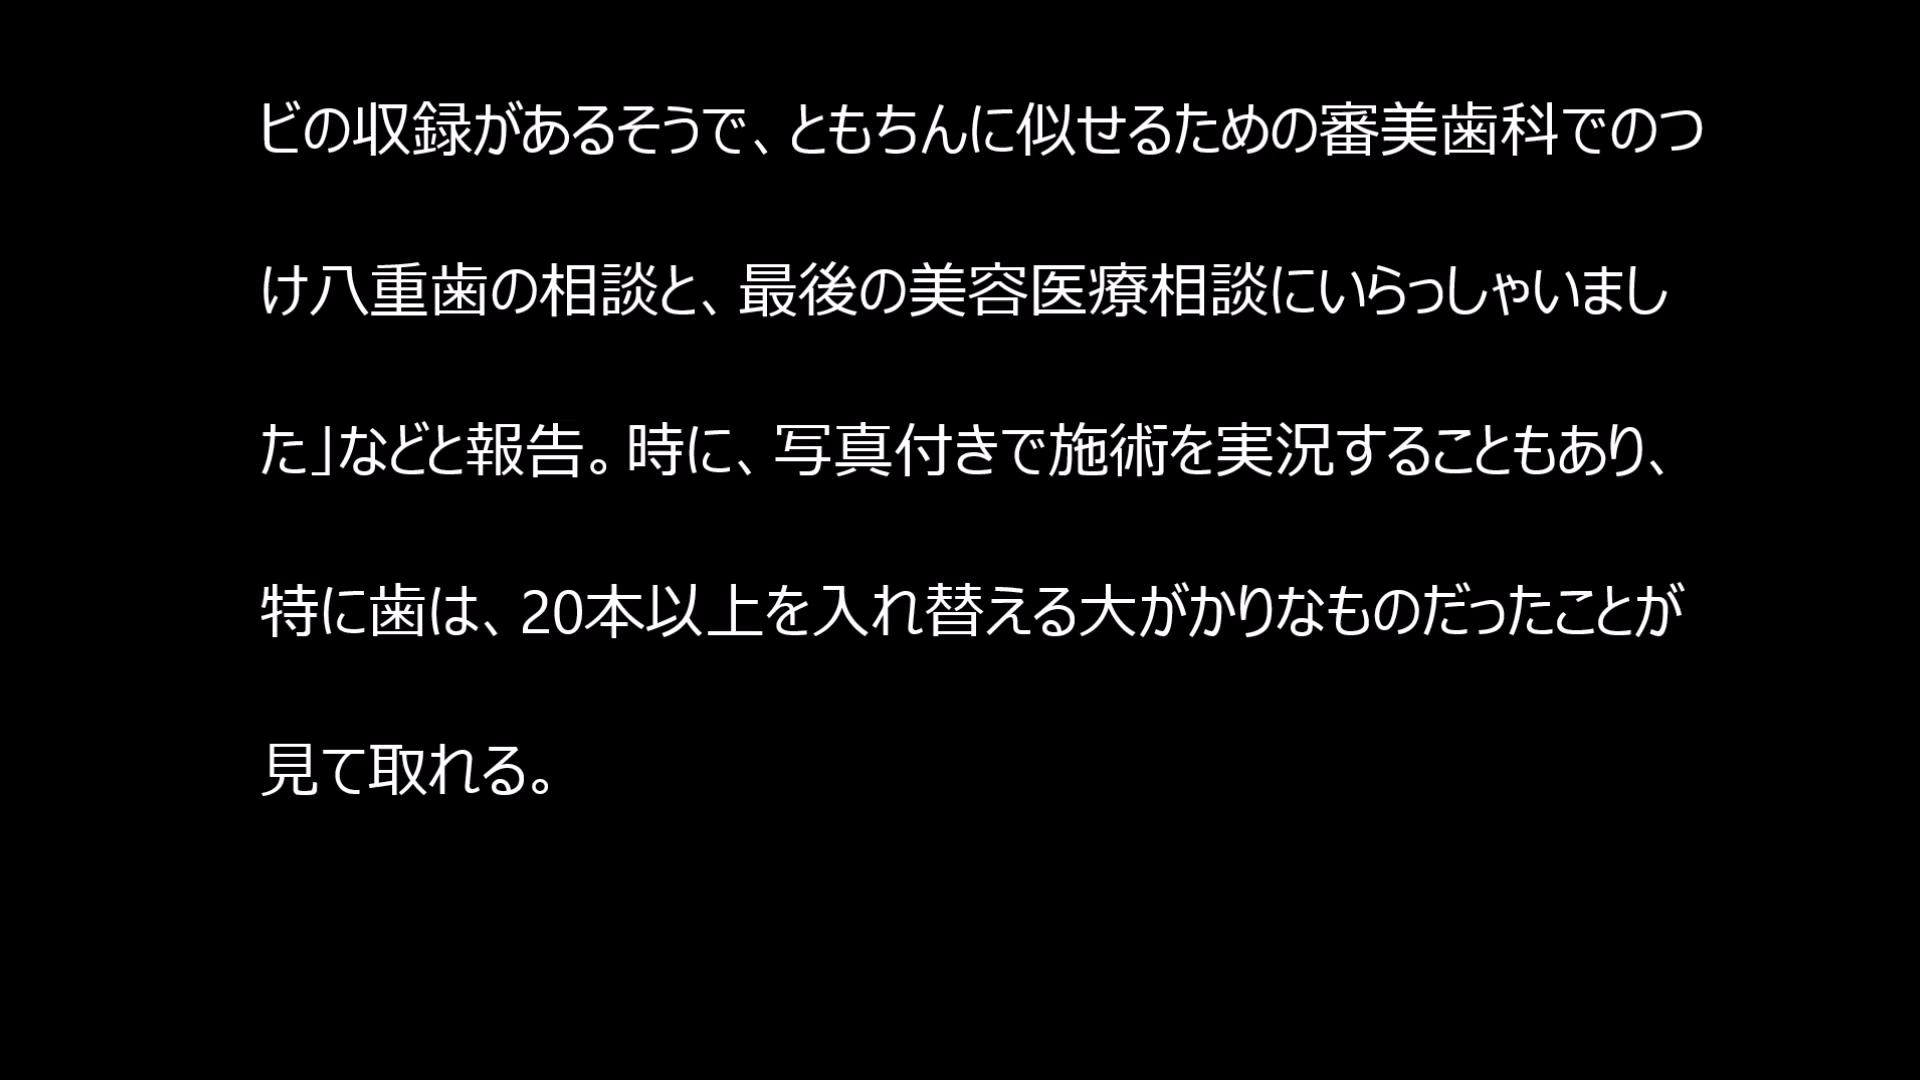 ビの収録があるそうで、ともちんに似せるための審美歯科でのつ
け八重歯の相談と、最後の美容医療相談にいらっしゃいまし
た」などと報告。時に、写真付きで施術を実況することもあり、
特に歯は、20本以上を入れ替える大がかりなものだったことが
見て取れる。